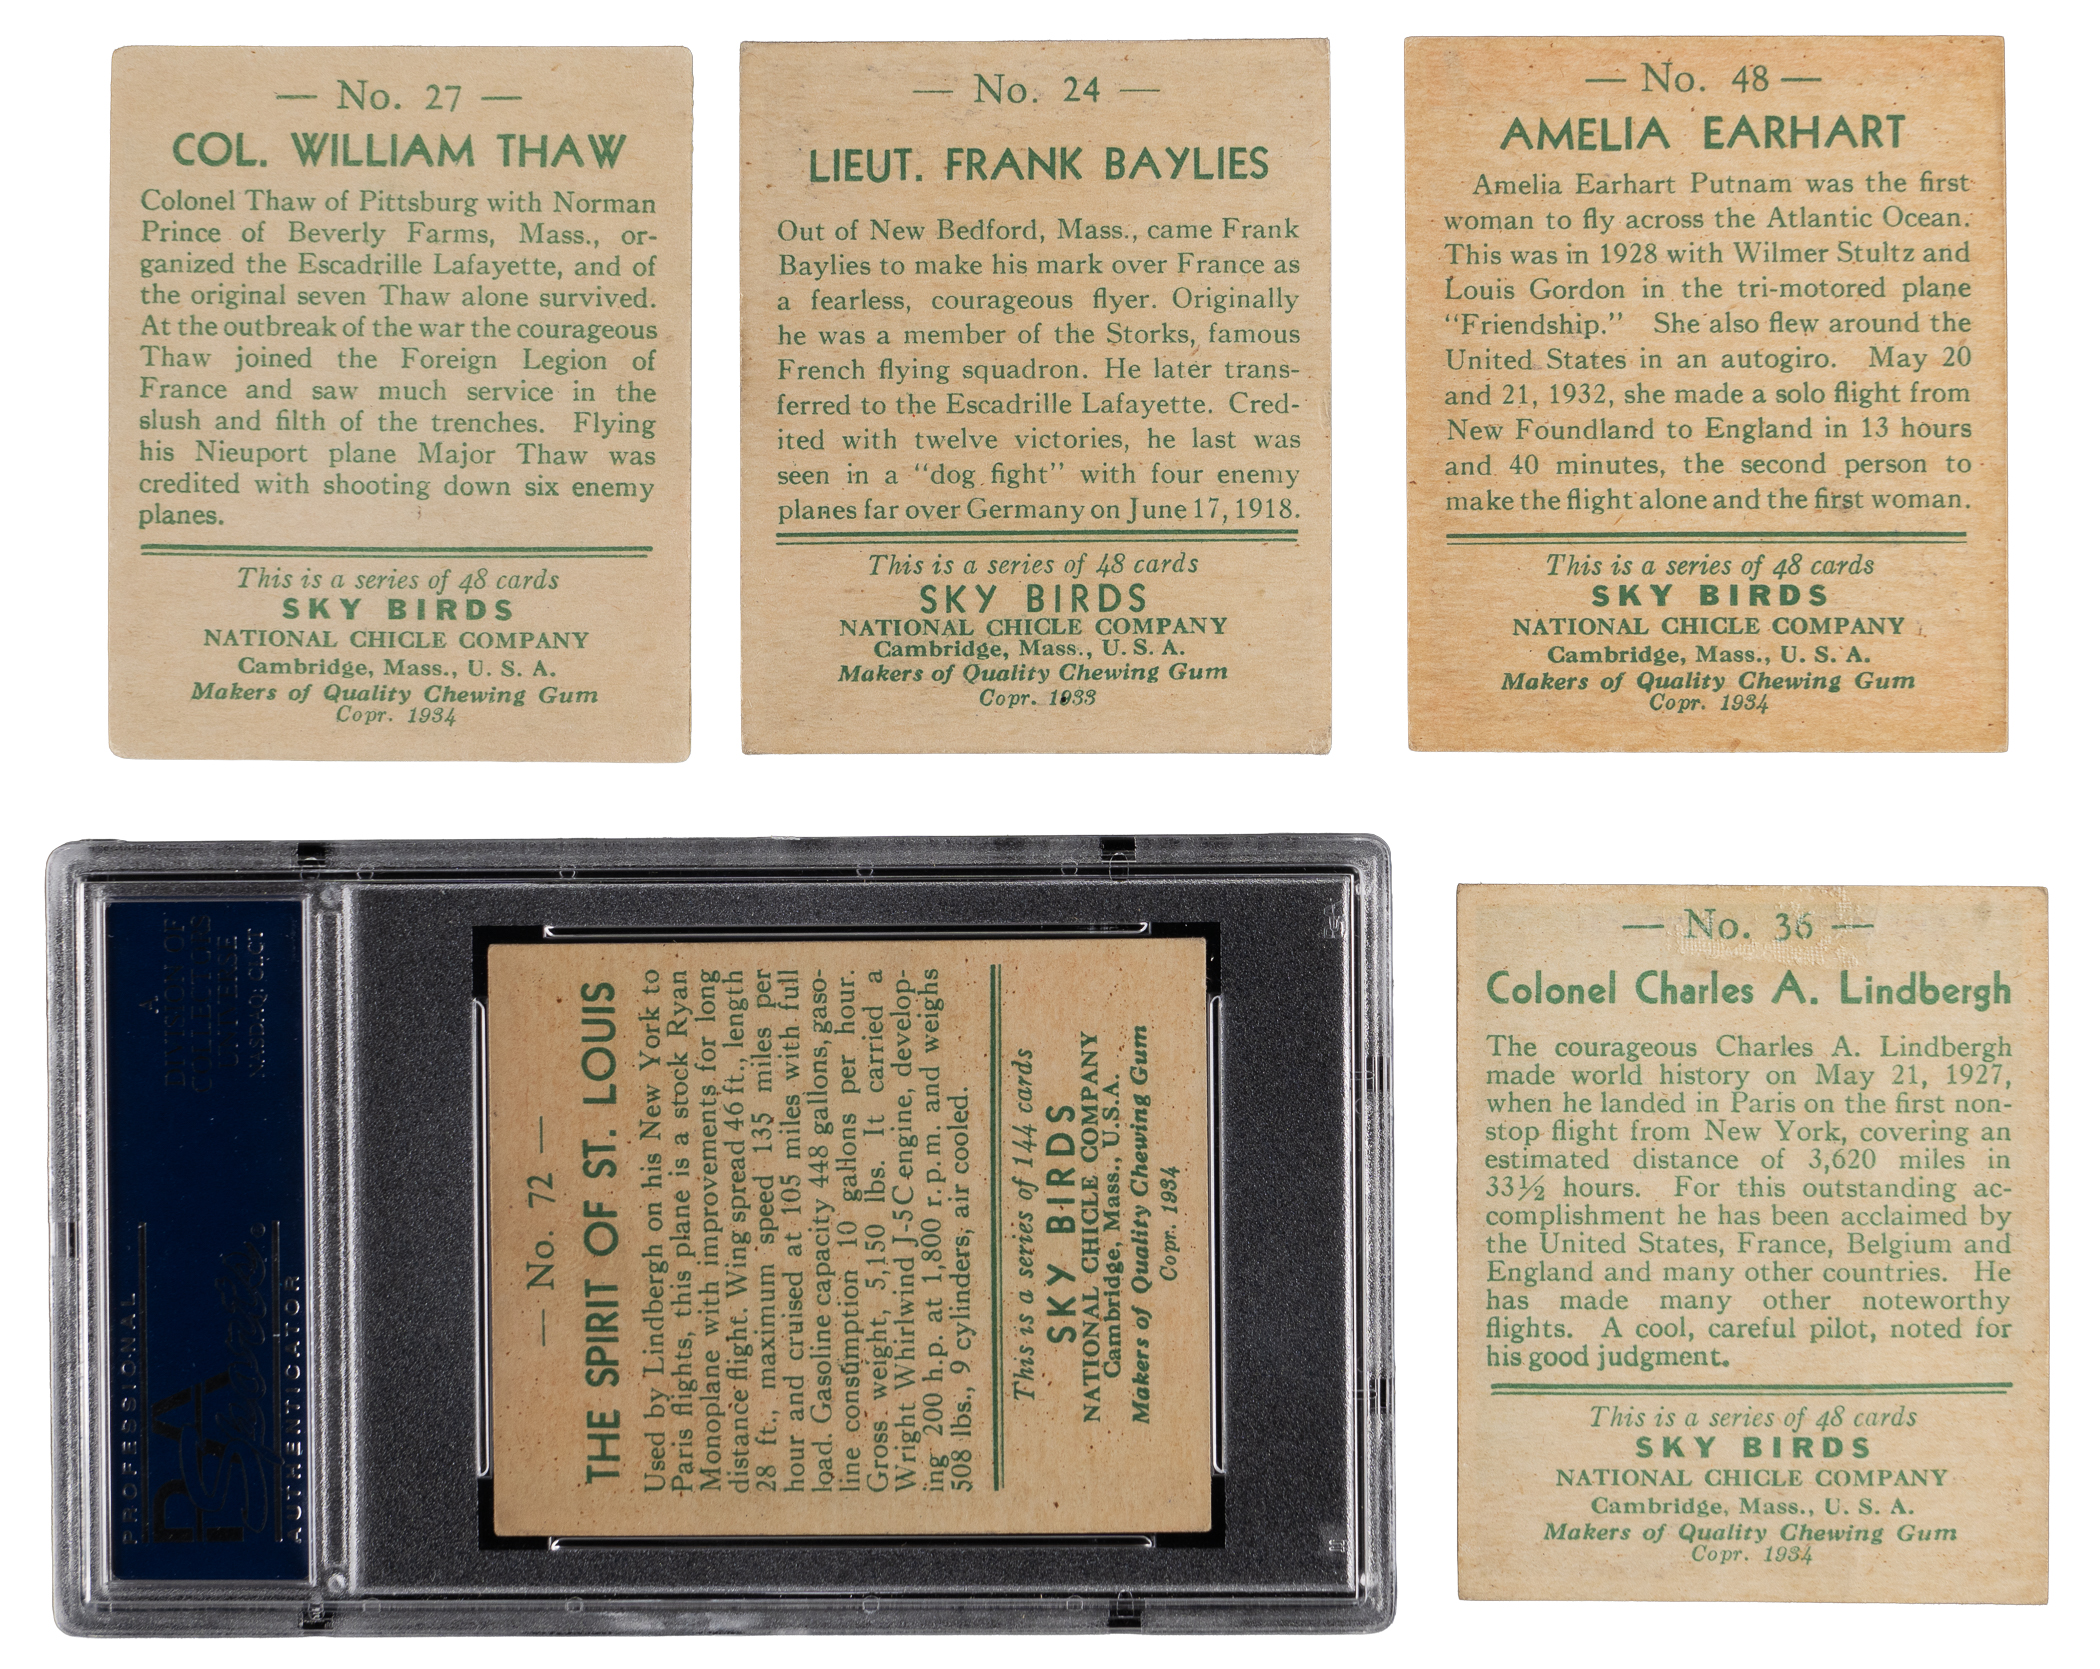 — No. 27 —
COL. WILLIAM THAW
Colonel Thaw of Pittsburg with Norman
Prince of Beverly Farms, Mass., or-
ganized the Escadrille Lafayette, and of
the original seven Thaw alone survived.
At the outbreak of the war the courageous
Thaw joined the Foreign Legion of
France and saw much service in the
slush and filth of the trenches. Flying
his Nieuport plane Major Thaw was
credited with shooting down six enemy
planes.
This is a series of 48 cards
SKY BIRDS
NATIONAL CHICLE COMPANY
Cambridge, Mass., U. S. A.
Makers of Quality Chewing Gum
Copr. 1934
— No. 24 —
LIEUT. FRANK BAYLIES
Out of New Bedford, Mass., came Frank
Baylies to make his mark over France as
a fearless, courageous flyer. Originally
he was a member of the Storks, famous
French flying squadron. He later trans-
ferred to the Escadrille Lafayette. Cred-
ited with twelve victories, he last was
seen in a "dog fight" with four enemy
planes far over Germany on June 17, 1918.
This is a series of 48 cards
SKY BIRDS
NATIONAL CHICLE COMPANY
Cambridge, Mass., U. S. A.
Makers of Quality Chewing Gum
Copr. 1933
— No. 48 —
AMELIA EARHART
Amelia Earhart Putnam was the first
woman to fly across the Atlantic Ocean.
This was in 1928 with Wilmer Stultz and
Louis Gordon in the tri-motored plane
"Friendship." She also flew around the
United States in an autogiro. May 20
and 21, 1932, she made a solo flight from
New Foundland to England in 13 hours
and 40 minutes, the second person to
make the flight alone and the first woman.
This is a series of 48 cards
SKY BIRDS
NATIONAL CHICLE COMPANY
Cambridge, Mass., U. S. A.
Makers of Quality Chewing Gum
Copr. 1934
A
DIVISION OF
COLLECTORS
UNIVERSE
NASDAQ: CLCT
PROFESSIONAL
PSA
Sports
AUTHENTICATOR
— No. 72 —
THE SPIRIT OF ST. LOUIS
Used by Lindbergh on his New York to
Paris flights, this plane is a stock Ryan
Monoplane with improvements for long
distance flight. Wing spread 46 ft., length
28 ft., maximum speed 135 miles per
hour and cruised at 105 miles with full
load. Gasoline capacity 448 gallons, gaso-
line consumption 10 gallons per hour.
Gross weight, 5,150 lbs. It carried a
Wright Whirlwind J-5C engine, develop-
ing 200 h.p. at 1,800 r.p.m. and weighs
508 lbs., 9 cylinders, air cooled.
This is a series of 144 cards
SKY BIRDS
NATIONAL CHICLE COMPANY
Cambridge, Mass., U.S.A.
Makers of Quality Chewing Gum
Copr. 1934
— No. 36 —
Colonel Charles A. Lindbergh
The courageous Charles A. Lindbergh
made world history on May 21, 1927,
when he landed in Paris on the first non-
stop flight from New York, covering an
estimated distance of 3,620 miles in
33½ hours. For this outstanding ac-
complishment he has been acclaimed by
the United States, France, Belgium and
England and many other countries. He
has made many other noteworthy
flights. A cool, careful pilot, noted for
his good judgment.
This is a series of 48 cards
SKY BIRDS
NATIONAL CHICLE COMPANY
Cambridge, Mass., U. S. A.
Makers of Quality Chewing Gum
Copr. 1934